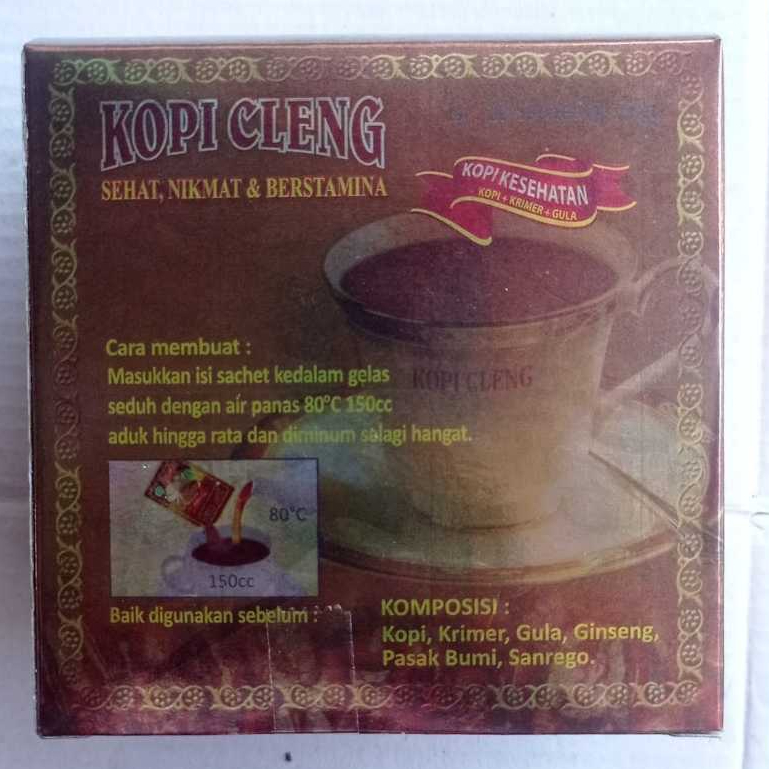 KOPI CLENG
SEHAT, NIKMAT & BERSTAMINA
KOPI KESEHATAN
KOPI + KRIMER + GULA
Cara membuat :
Masukkan isi sachet kedalam gelas
seduh dengan air panas 80°C 150cc
aduk hingga rata dan diminum selagi hangat.
KOPI CLENG
80°C
150cc
Baik digunakan sebelum :
KOMPOSISI :
Kopi, Krimer, Gula, Ginseng,
Pasak Bumi, Sanrego.